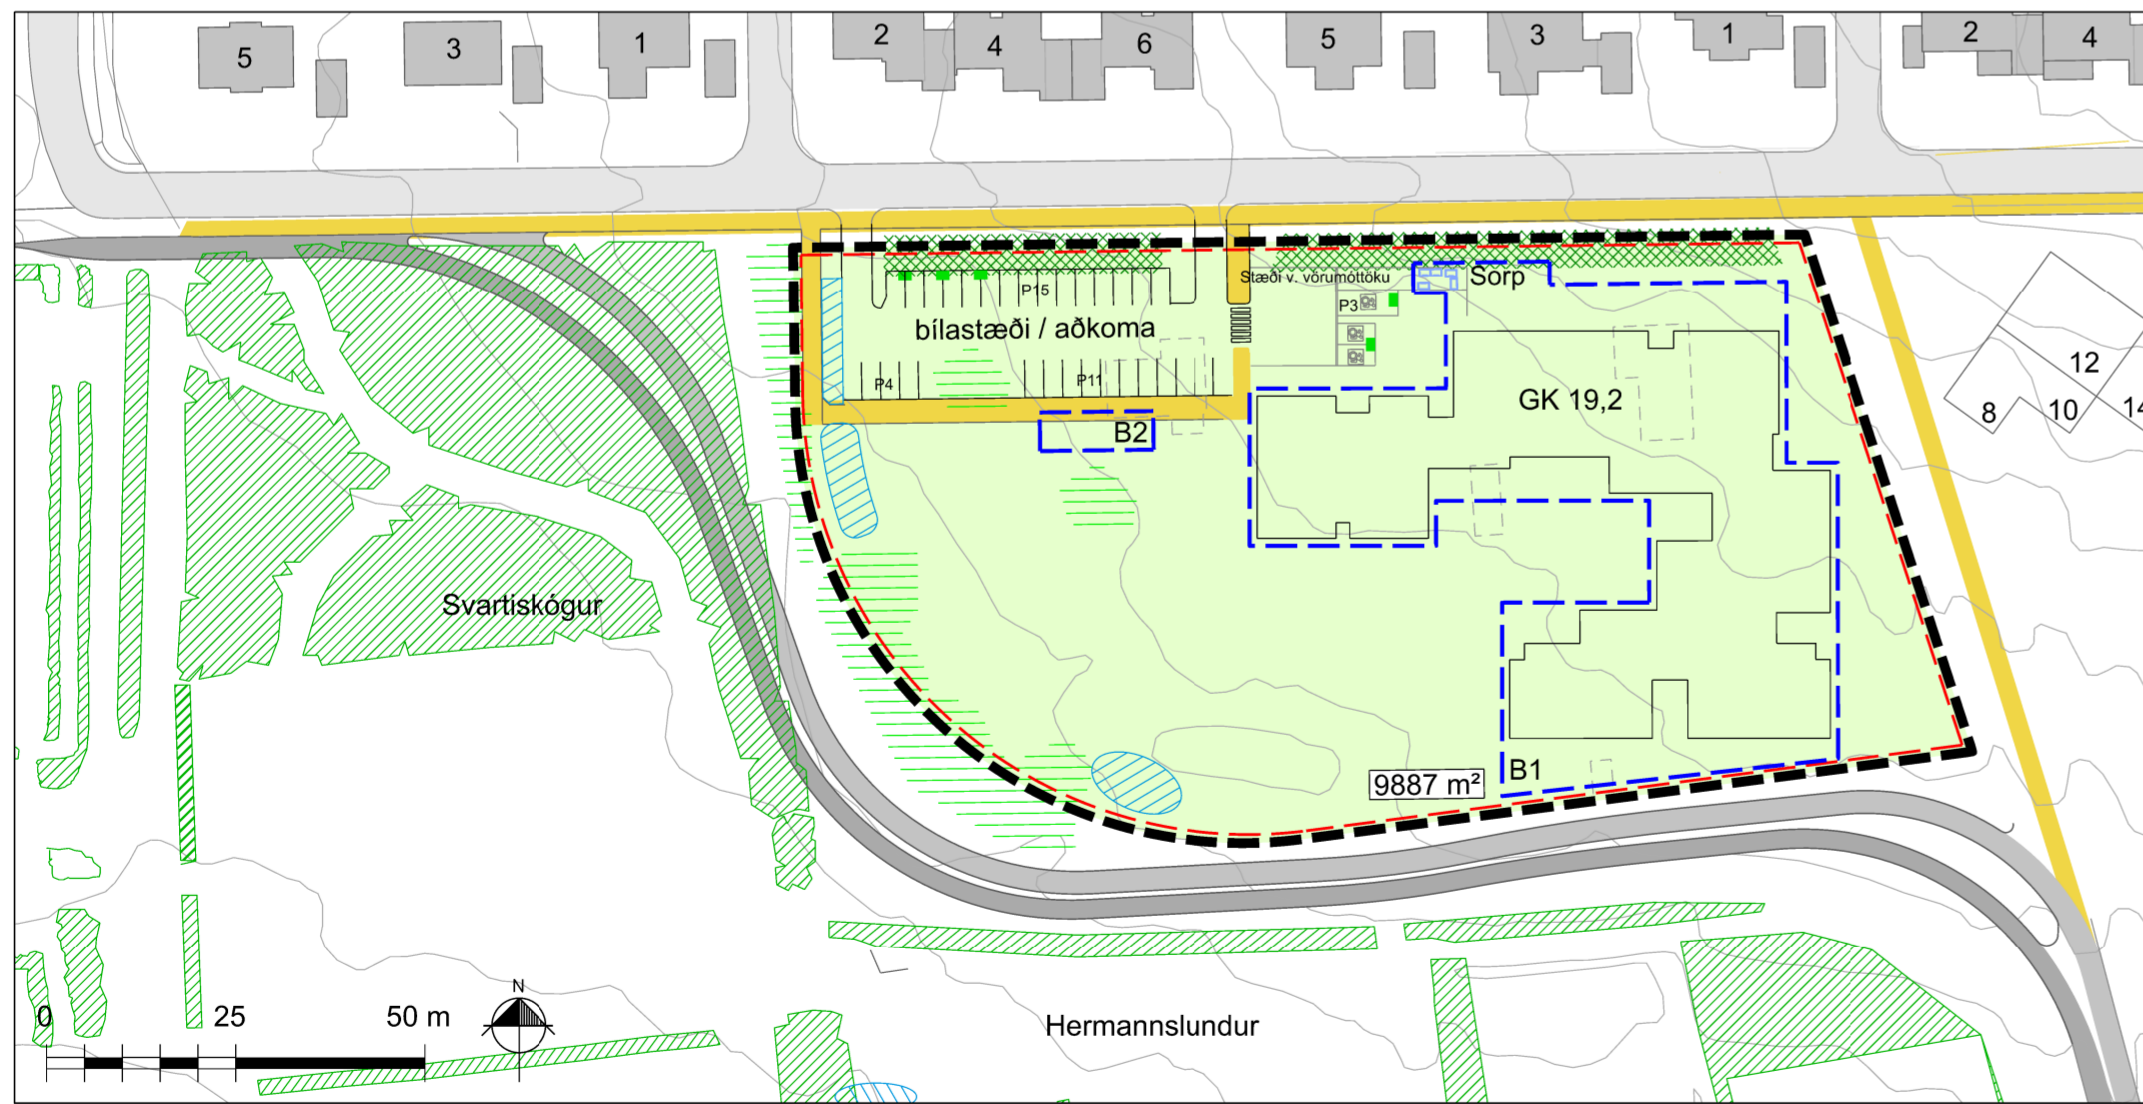 5
3
1
2
4
6
5
3
1
2
4
Stæði v. vörumóttöku
Sorp
P15
P3
bílastæði / aðkoma
12
P4
P11
GK 19,2
8
10
14
B2
Svartiskógur
B1
9887 m²
N
0
25
50 m
Hermannslundur